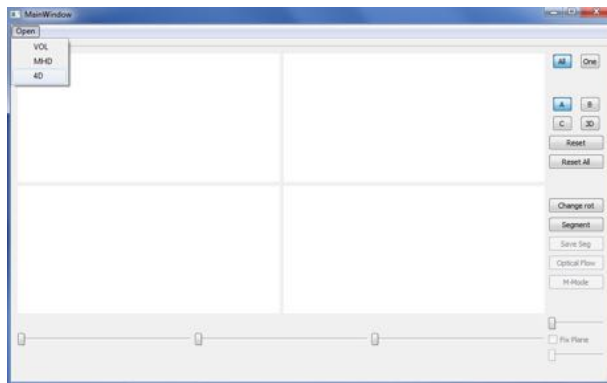 MainWindow
Open
VOL
MHD
4D
All One
A B
C 3D
Reset
Reset All
Change rot.
Segment
Save Seg
Optical Flow
M-Mode
Fix Plane